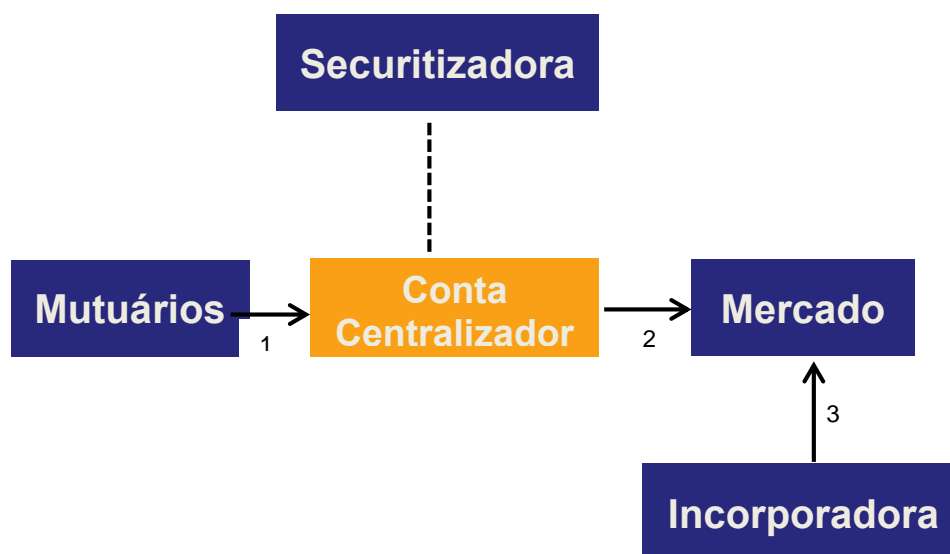 Securitizadora
Mutuários
1
Conta
Centralizador
2
Mercado
3
Incorporadora